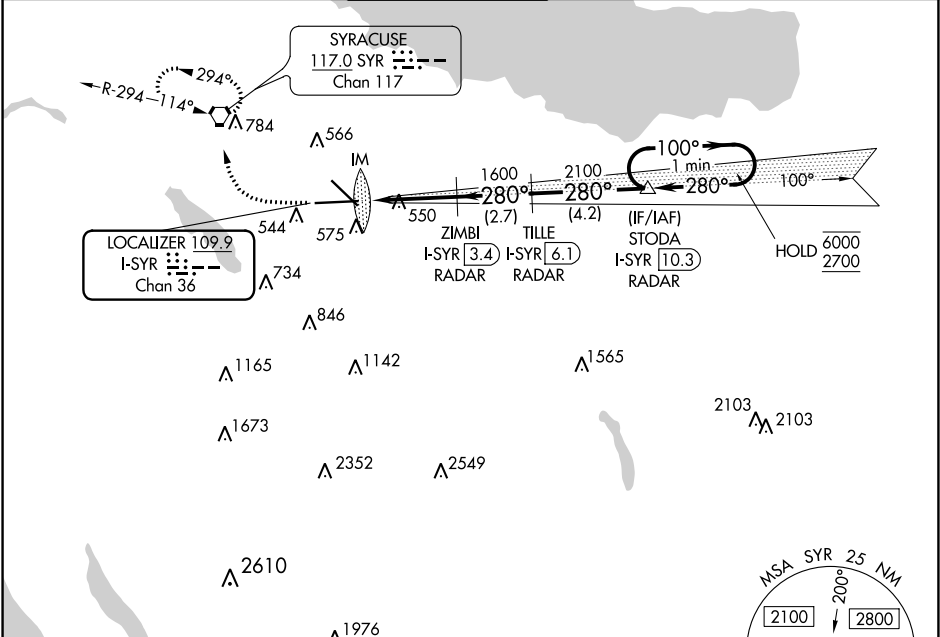 SYRACUSE
117.0 SYR
Chan 117
294°
R-294
114°
784
566
IM
1600
2100
100°
1 min
280°
280°
280°
100°
(2.7)
(4.2)
550
544
575
ZIMBI
I-SYR 3.4
RADAR
TILLE
I-SYR 6.1
RADAR
(IF/IAF)
STODA
I-SYR 10.3
RADAR
HOLD 6000
2700
LOCALIZER 109.9
I-SYR
Chan 36
734
846
1165
1142
1565
1673
2103
2103
2352
2549
2610
1976
MSA SYR 25 NM
200°
2100
2800